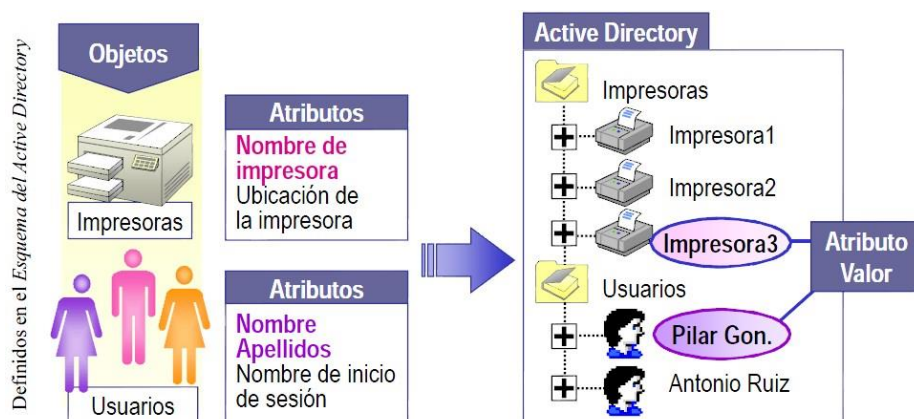 Definidos en el Esquema del Active Directory
Objetos
Impresoras
Usuarios
Atributos
Nombre de
impresora
Ubicación de
la impresora
Atributos
Nombre
Apellidos
Nombre de inicio
de sesión
Active Directory
Impresoras
Impresora1
Impresora2
Impresora3
Usuarios
Pilar Gon.
Antonio Ruiz
Atributo
Valor